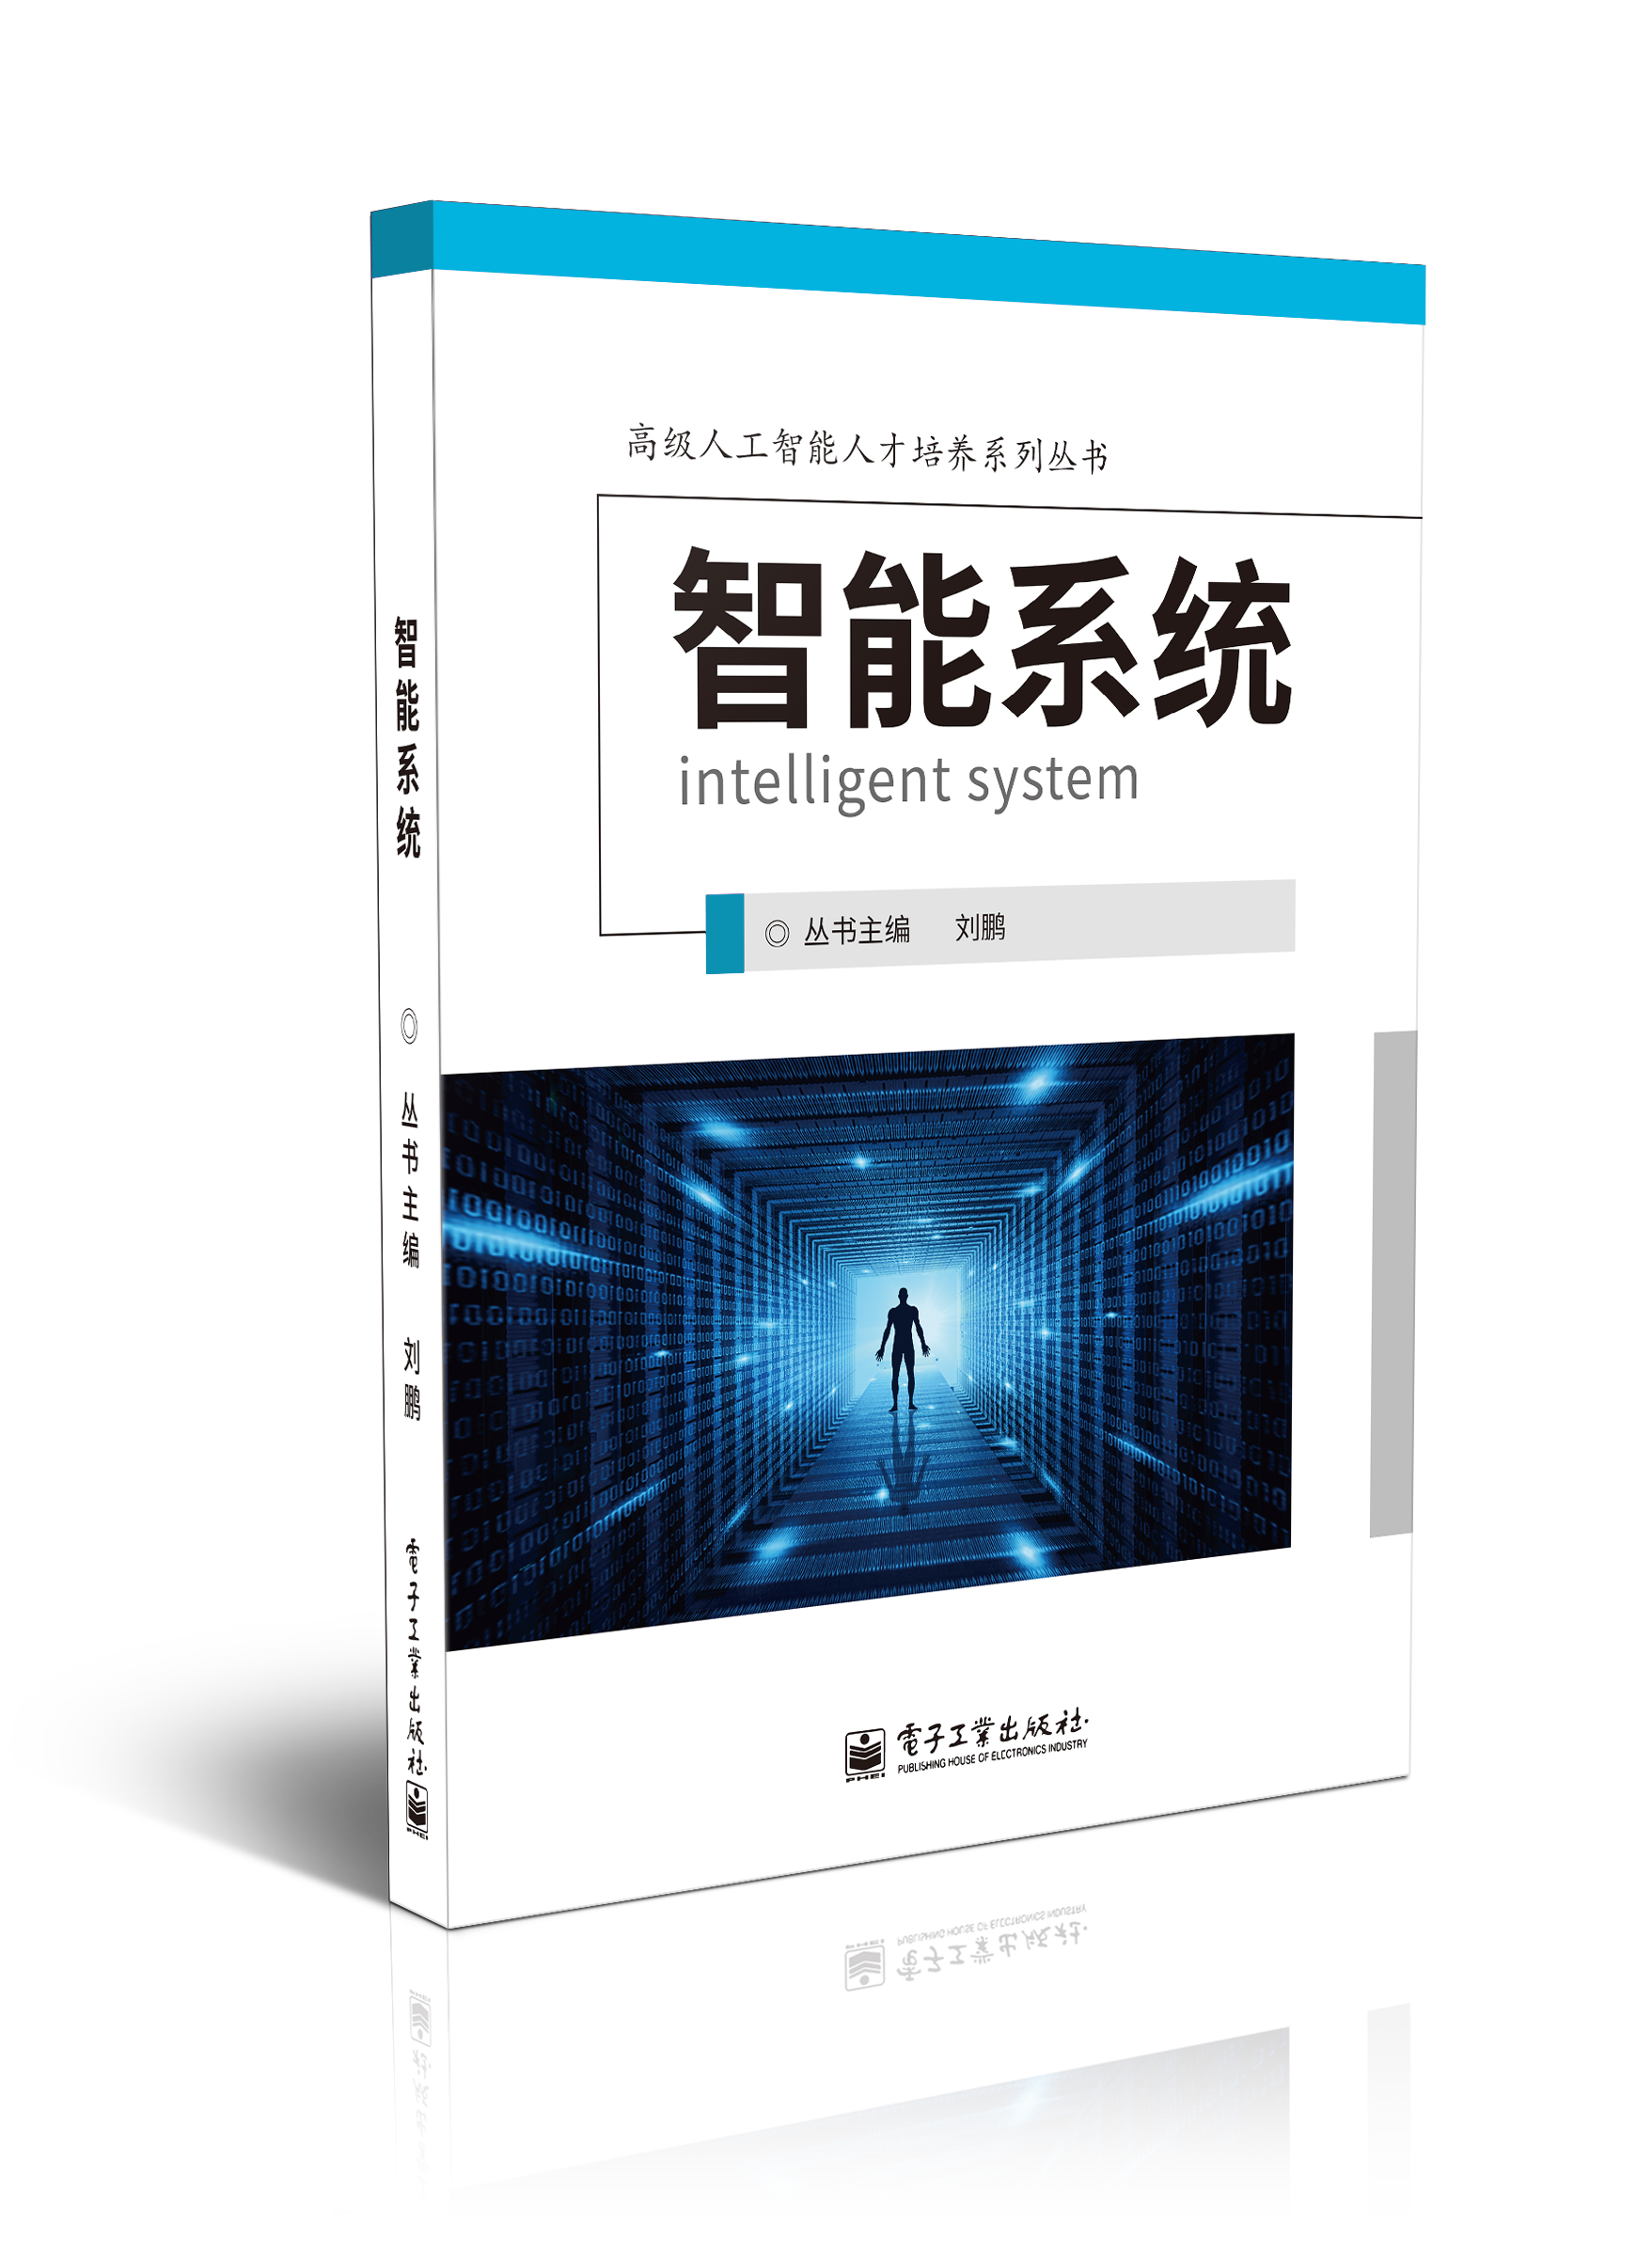 高级人工智能人才培养系列丛书
智能系统
intelligent system
◎ 丛书主编 刘鹏
電子工業出版社
PUBLISHING HOUSE OF ELECTRONICS INDUSTRY
PHEI
智能系统
◎ 丛书主编 刘鹏
電子工業出版社
PHEI